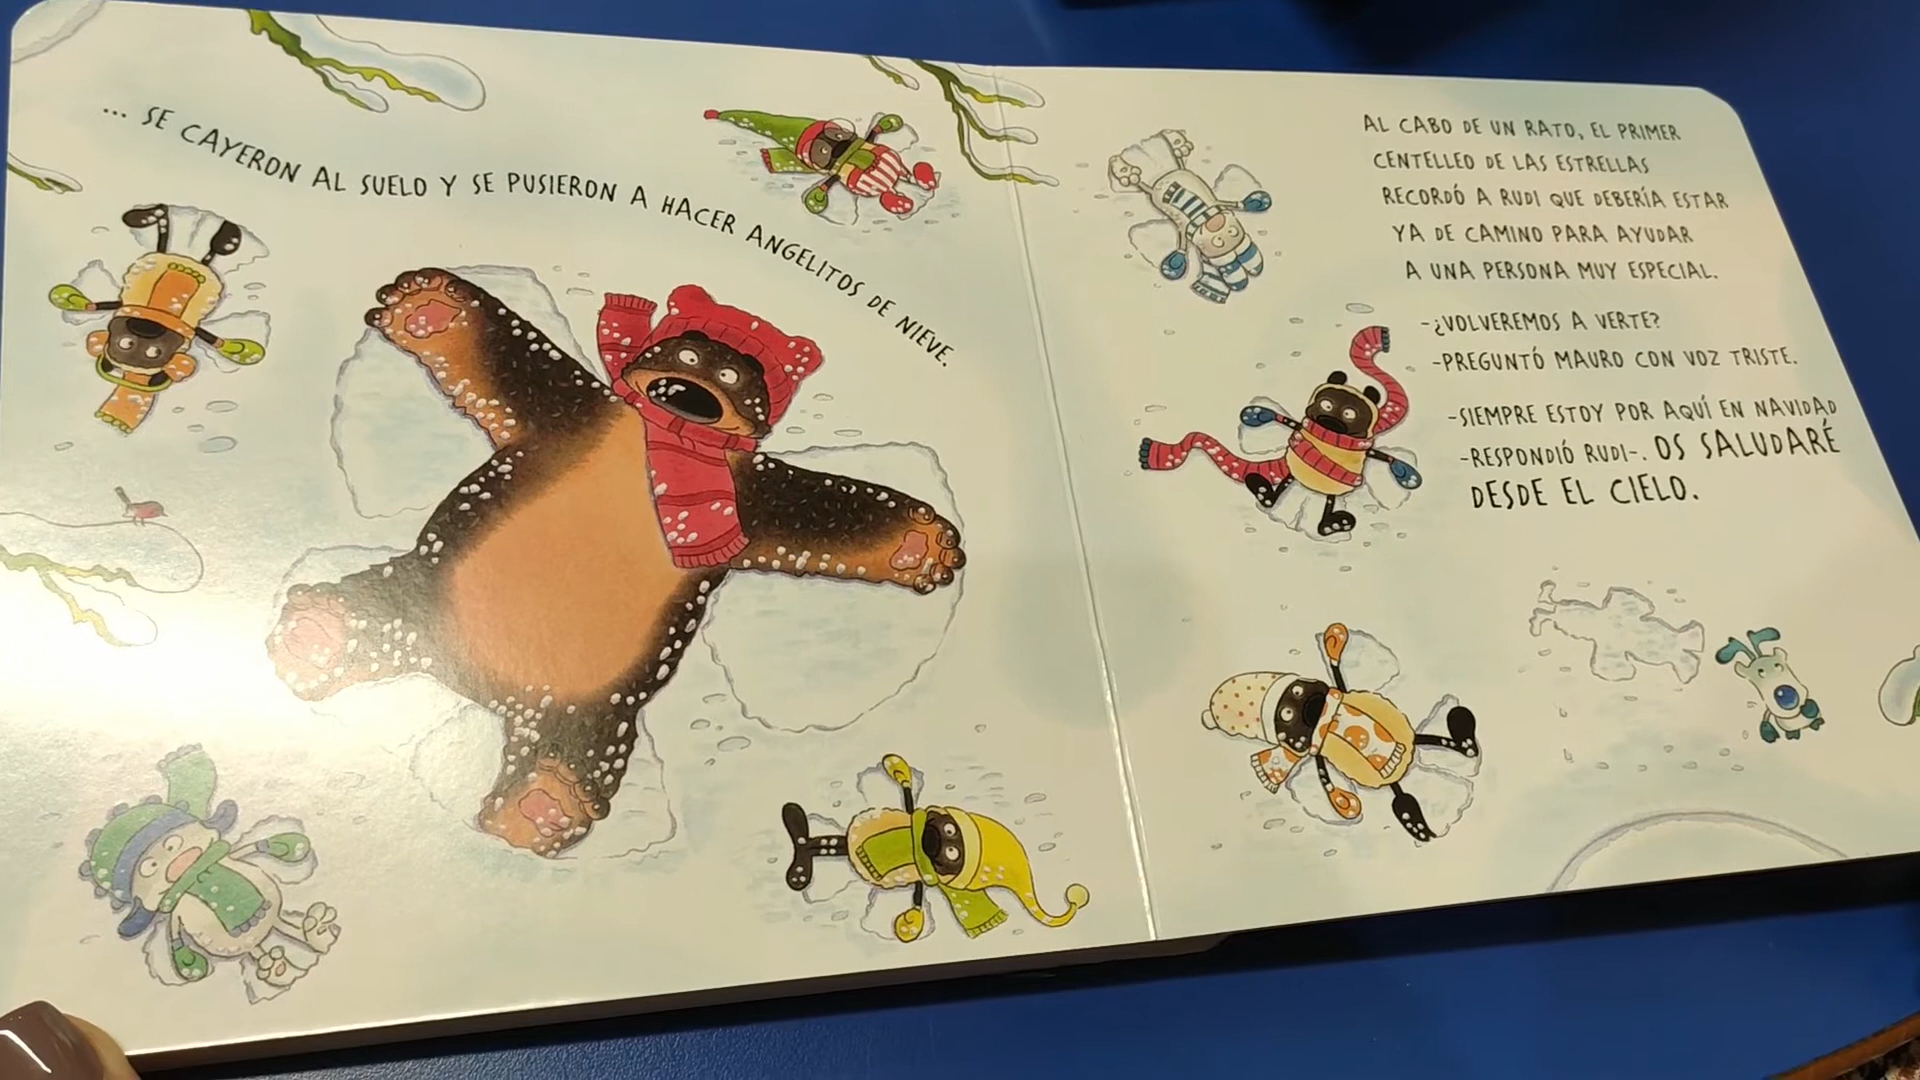 ... SE CAYERON AL SUELO Y SE PUSIERON A HACER ANGELITOS DE NIEVE.
AL CABO DE UN RATO, EL PRIMER
CENTELLEO DE LAS ESTRELLAS
RECORDÓ A RUDI QUE DEBERÍA ESTAR
YA DE CAMINO PARA AYUDAR
A UNA PERSONA MUY ESPECIAL.
-¿VOLVEREMOS A VERTE?
-PREGUNTÓ MAURO CON VOZ TRISTE.
-SIEMPRE ESTOY POR AQUÍ EN NAVIDAD
-RESPONDIÓ RUDI-. OS SALUDARÉ
DESDE EL CIELO.